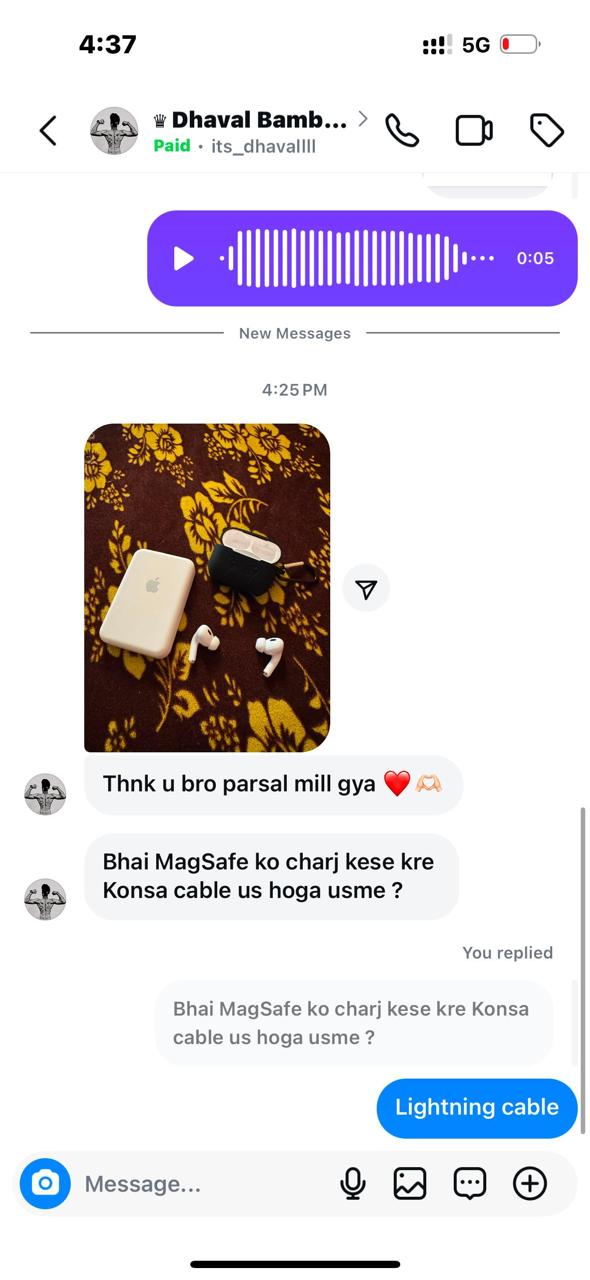 4:37
5G
♛ Dhaval Bamb...
Paid · its_dhavallll
0:05
New Messages
4:25 PM
Thnk u bro parsal mill gya ❤️🫶🏻
Bhai MagSafe ko charj kese kre
Konsa cable us hoga usme ?
You replied
Bhai MagSafe ko charj kese kre Konsa
cable us hoga usme ?
Lightning cable
Message...